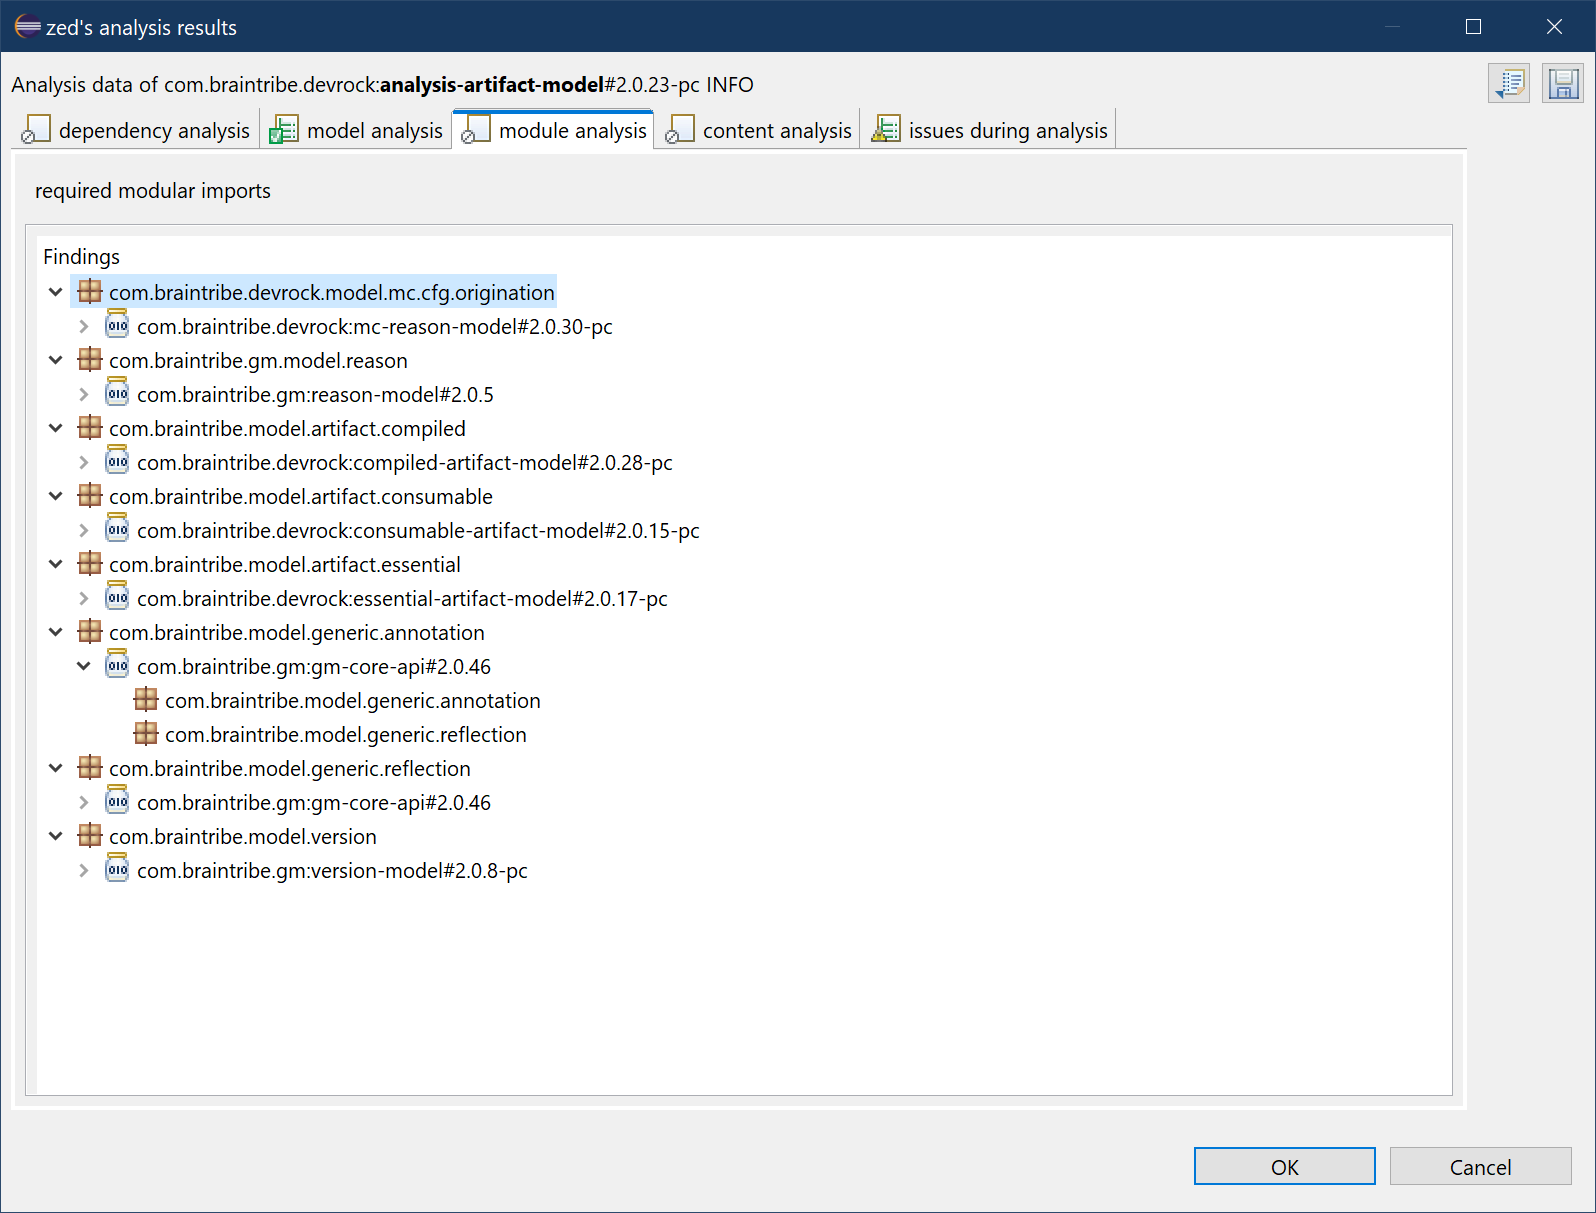 zed's analysis results
Analysis data of com.braintribe.devrock:analysis-artifact-model#2.0.23-pc INFO
dependency analysis model analysis module analysis content analysis issues during analysis
required modular imports
Findings
com.braintribe.devrock.model.mc.cfg.origination
com.braintribe.devrock:mc-reason-model#2.0.30-pc
com.braintribe.gm.model.reason
com.braintribe.gm:reason-model#2.0.5
com.braintribe.model.artifact.compiled
com.braintribe.devrock:compiled-artifact-model#2.0.28-pc
com.braintribe.model.artifact.consumable
com.braintribe.devrock:consumable-artifact-model#2.0.15-pc
com.braintribe.model.artifact.essential
com.braintribe.devrock:essential-artifact-model#2.0.17-pc
com.braintribe.model.generic.annotation
com.braintribe.gm:gm-core-api#2.0.46
com.braintribe.model.generic.annotation
com.braintribe.model.generic.reflection
com.braintribe.model.generic.reflection
com.braintribe.gm:gm-core-api#2.0.46
com.braintribe.model.version
com.braintribe.gm:version-model#2.0.8-pc
OK Cancel